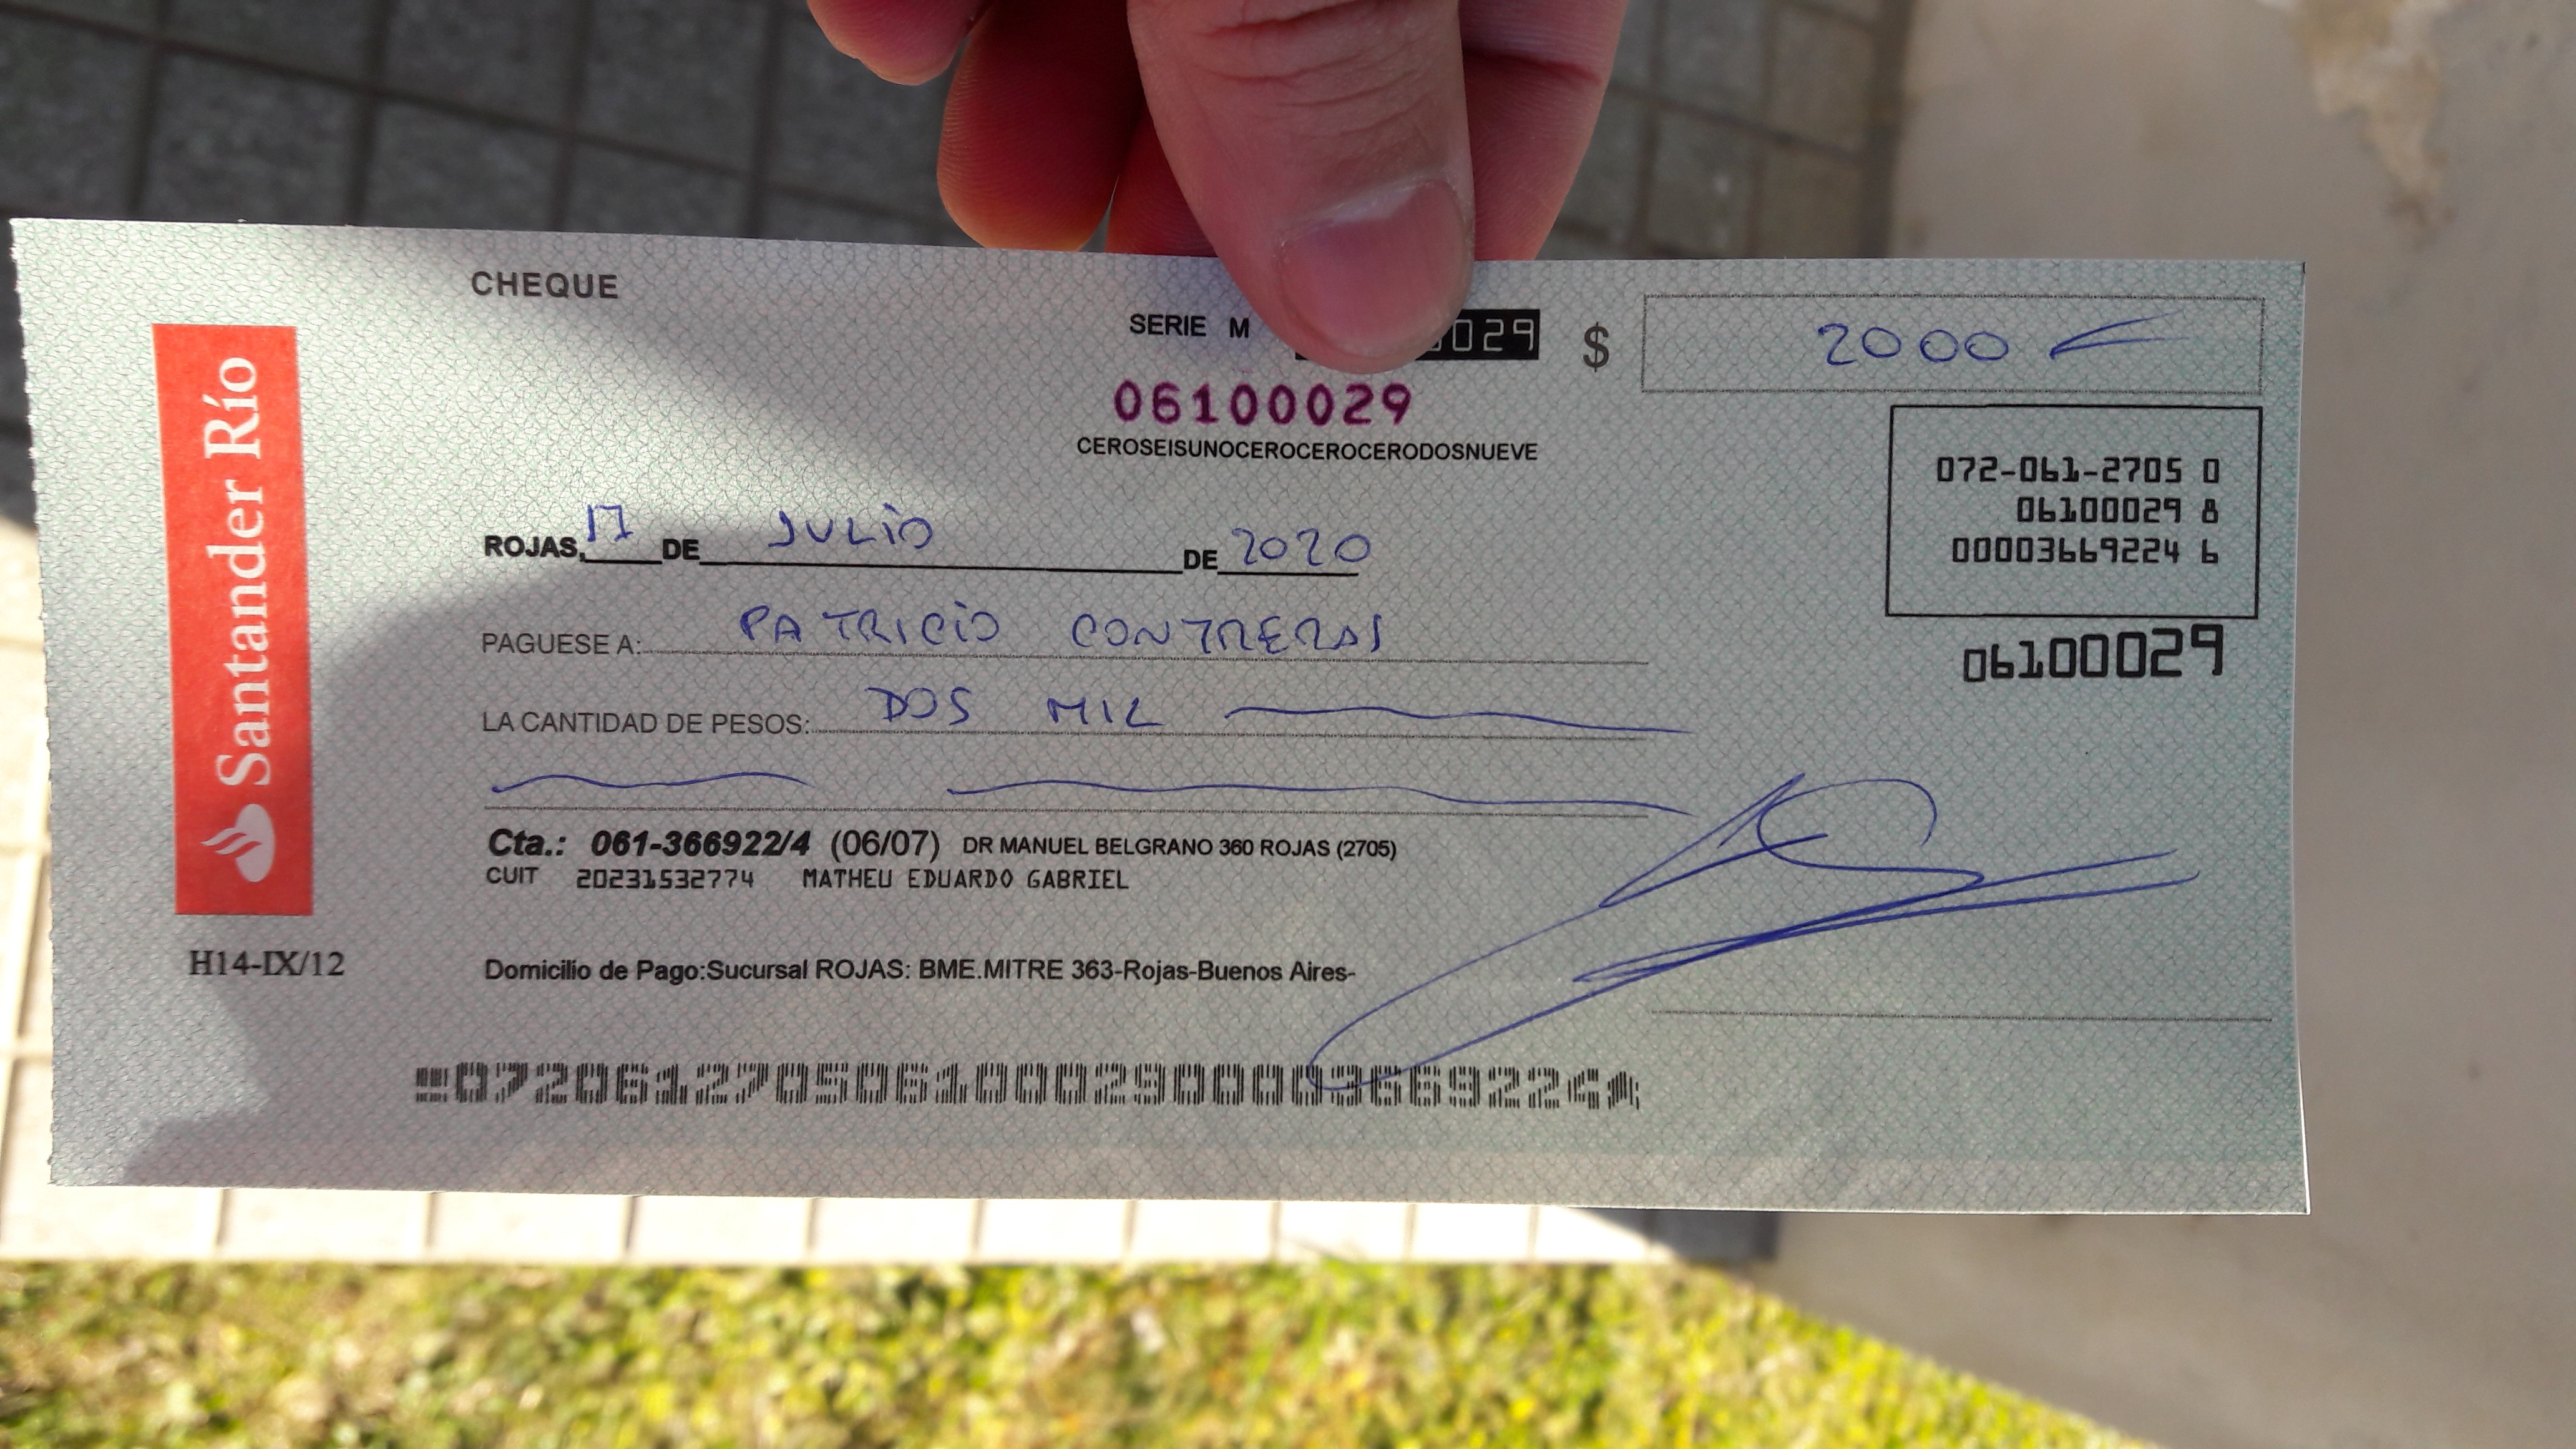 CHEQUE
Santander Río
SERIE M 029
$ 2000
06100029
CEROSEISUNOCEROCEROCERODOSNUEVE
072-061-2705 0
06100029 8
00003669224 6
06100029
ROJAS, 17 DE JULIO DE 2020
PAGUESE A: PATRICIO CONTRERAS
LA CANTIDAD DE PESOS: DOS MIL
Cta.: 061-366922/4 (06/07) DR MANUEL BELGRANO 360 ROJAS (2705)
CUIT 20231532774 MATHEU EDUARDO GABRIEL
H14-IX/12
Domicilio de Pago:Sucursal ROJAS: BME.MITRE 363-Rojas-Buenos Aires-
07206127050610002900003669224